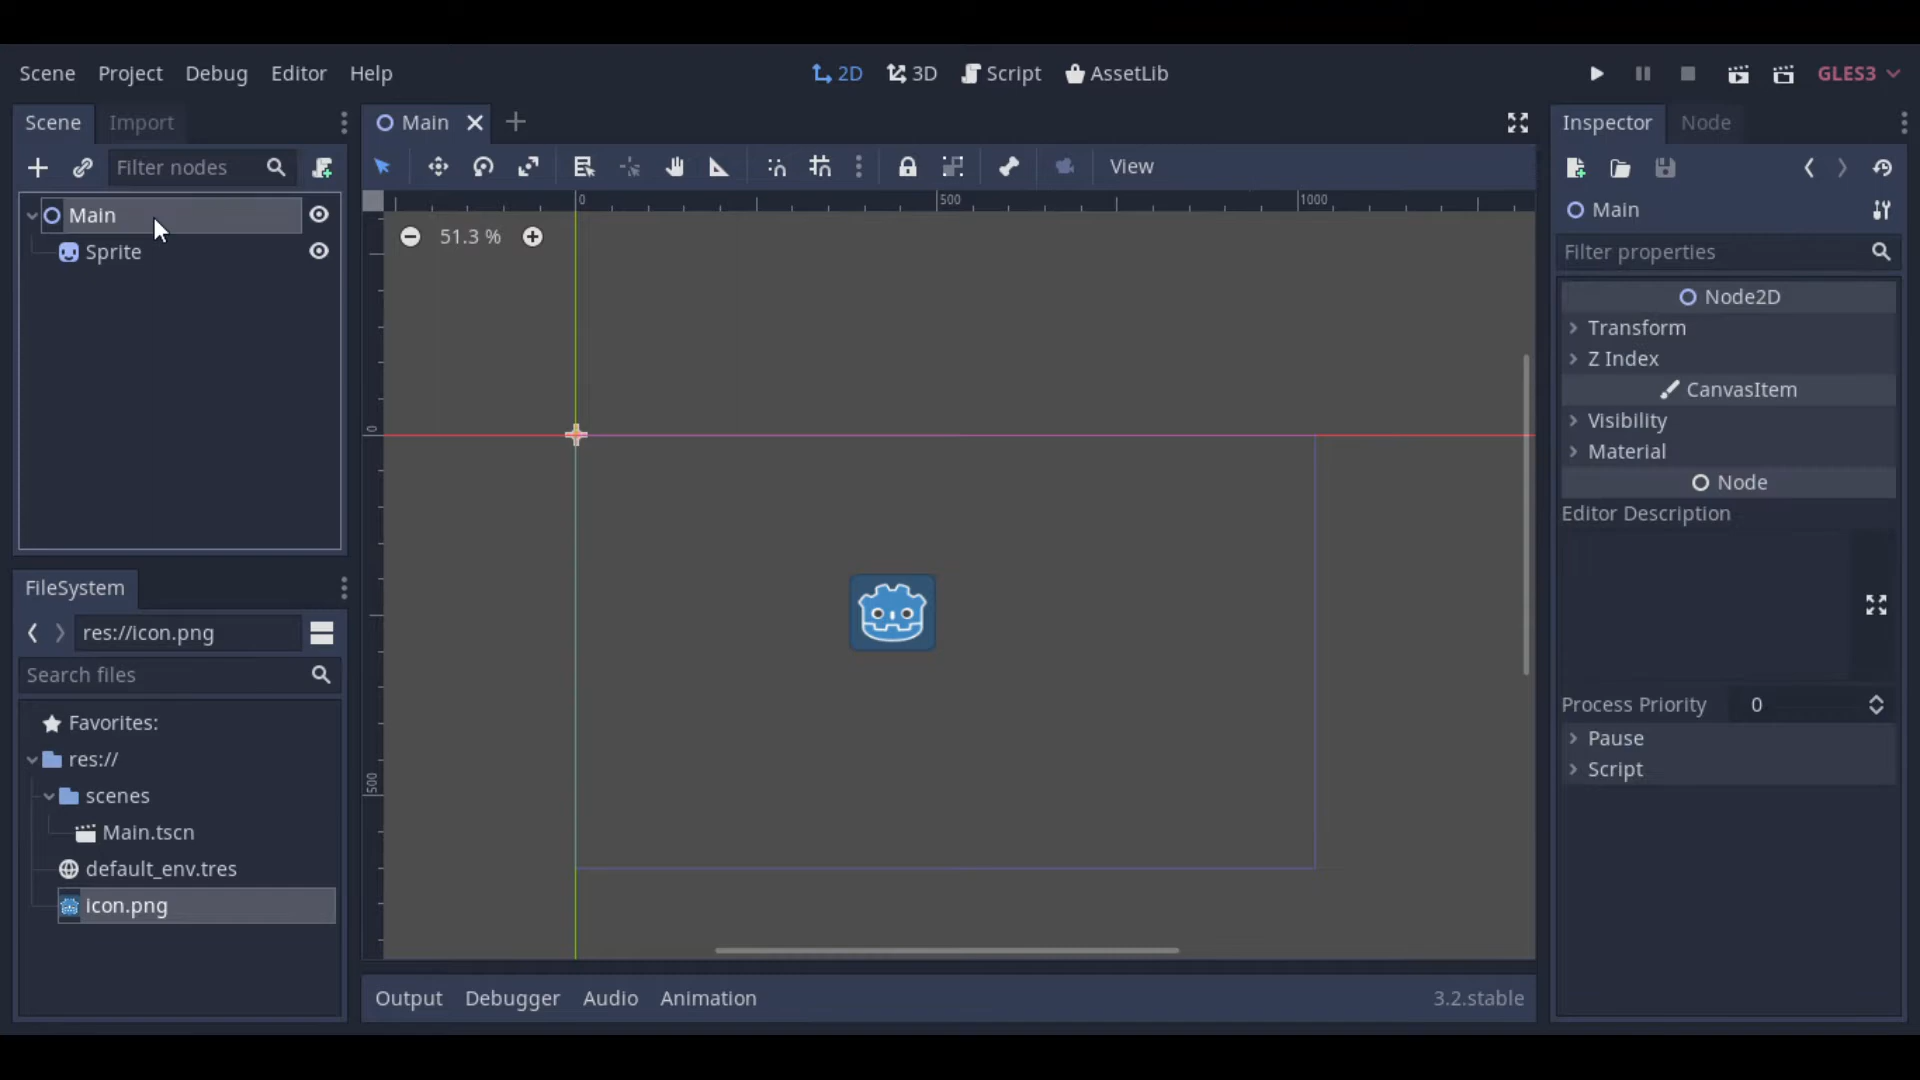 Scene Project Debug Editor Help 2D 3D Script AssetLib GLES3
Scene Import
Filter nodes
Main
Sprite
FileSystem
res://icon.png
Search files
Favorites:
res://
scenes
Main.tscn
default_env.tres
icon.png
Main
View
0 500 1000
51.3 %
0
500
Output Debugger Audio Animation 3.2.stable
Inspector Node
Main
Filter properties
Node2D
Transform
Z Index
CanvasItem
Visibility
Material
Node
Editor Description
Process Priority 0
Pause
Script